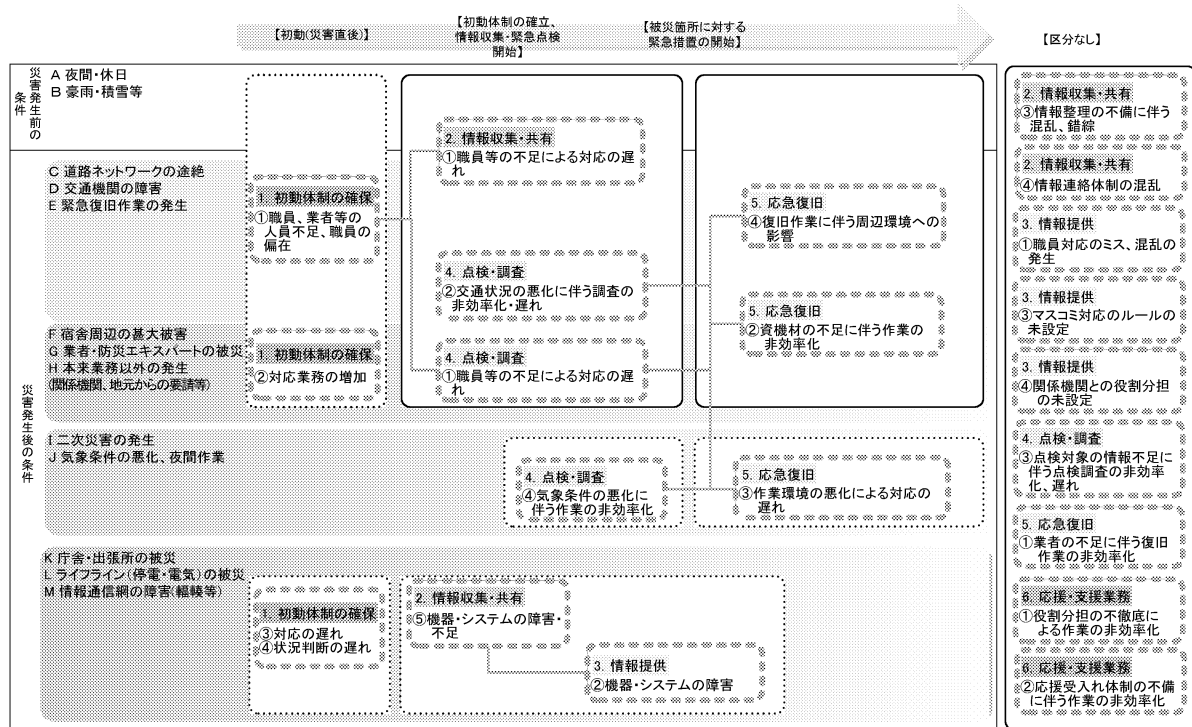 【初動(災害直後)】
【初動体制の確立、
情報収集・緊急点検
開始】
【被災箇所に対する
緊急措置の開始】
【区分なし】
災害発生前の
条件
A 夜間・休日
B 豪雨・積雪等
災害発生後の条件
C 道路ネットワークの途絶
D 交通機関の障害
E 緊急復旧作業の発生
F 宿舎周辺の甚大被害
G 業者・防災エキスパートの被災
H 本来業務以外の発生
(関係機関、地元からの要請等)
I 二次災害の発生
J 気象条件の悪化、夜間作業
K 庁舎・出張所の被災
L ライフライン(停電・電気)の被災
M 情報通信網の障害(輻輳等)
1. 初動体制の確保
①職員、業者等の
人員不足、職員の
偏在
1. 初動体制の確保
②対応業務の増加
1. 初動体制の確保
③対応の遅れ
④状況判断の遅れ
2. 情報収集・共有
①職員等の不足による対応の遅
れ
4. 点検・調査
②交通状況の悪化に伴う調査の
非効率化・遅れ
4. 点検・調査
①職員等の不足による対応の遅
れ
4. 点検・調査
④気象条件の悪化に
伴う作業の非効率化
2. 情報収集・共有
⑤機器・システムの障害・
不足
3. 情報提供
②機器・システムの障害
5. 応急復旧
④復旧作業に伴う周辺環境への
影響
5. 応急復旧
②資機材の不足に伴う作業の
非効率化
5. 応急復旧
③作業環境の悪化による対応の
遅れ
2. 情報収集・共有
③情報整理の不備に伴う
混乱、錯綜
2. 情報収集・共有
④情報連絡体制の混乱
3. 情報提供
①職員対応のミス、混乱の
発生
3. 情報提供
③マスコミ対応のルールの
未設定
3. 情報提供
④関係機関との役割分担
の未設定
4. 点検・調査
③点検対象の情報不足に
伴う点検調査の非効率
化、遅れ
5. 応急復旧
①業者の不足に伴う復旧
作業の非効率化
6. 応援・支援業務
①役割分担の不徹底に
よる作業の非効率化
6. 応援・支援業務
②応援受入れ体制の不備
に伴う作業の非効率化